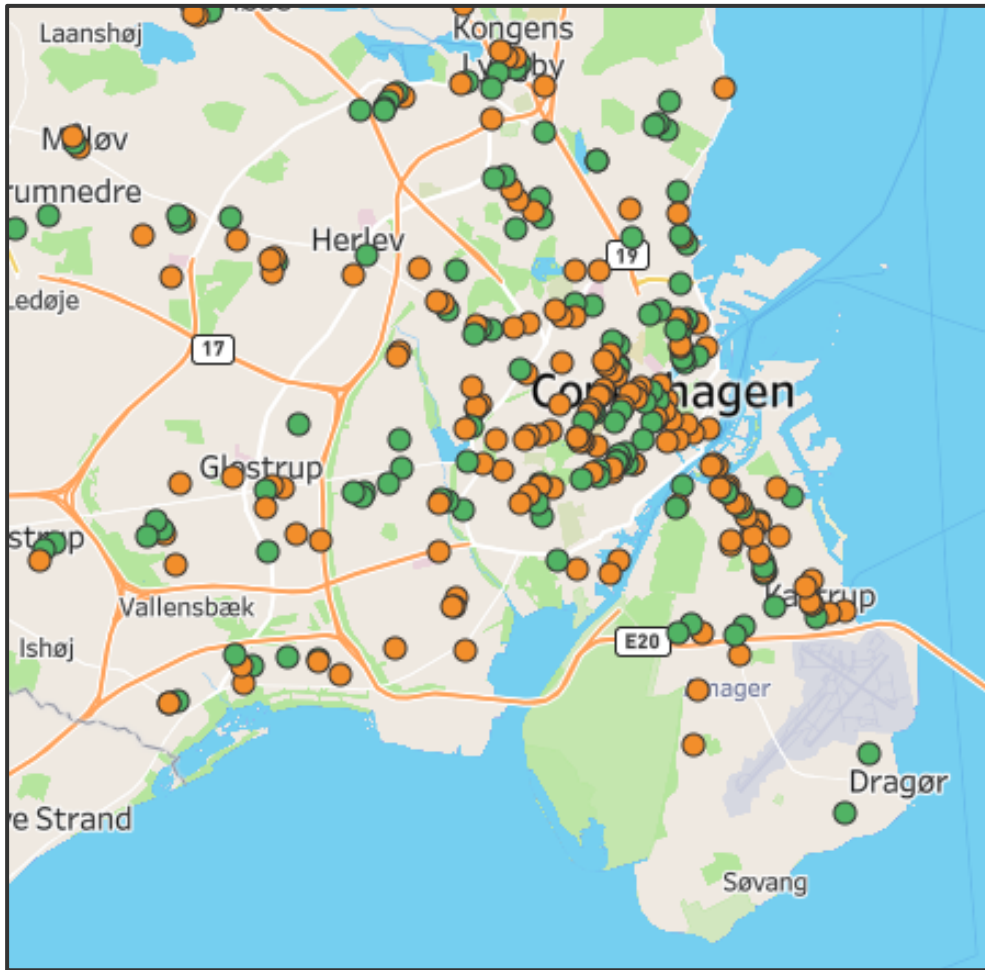 Laanshøj
Kongens
Lyngby
Måløv
rumnedre
Herlev
19
Ledøje
17
Copenhagen
Glostrup
strup
Kastrup
Vallensbæk
Ishøj
E20
mager
Dragør
ve Strand
Søvang